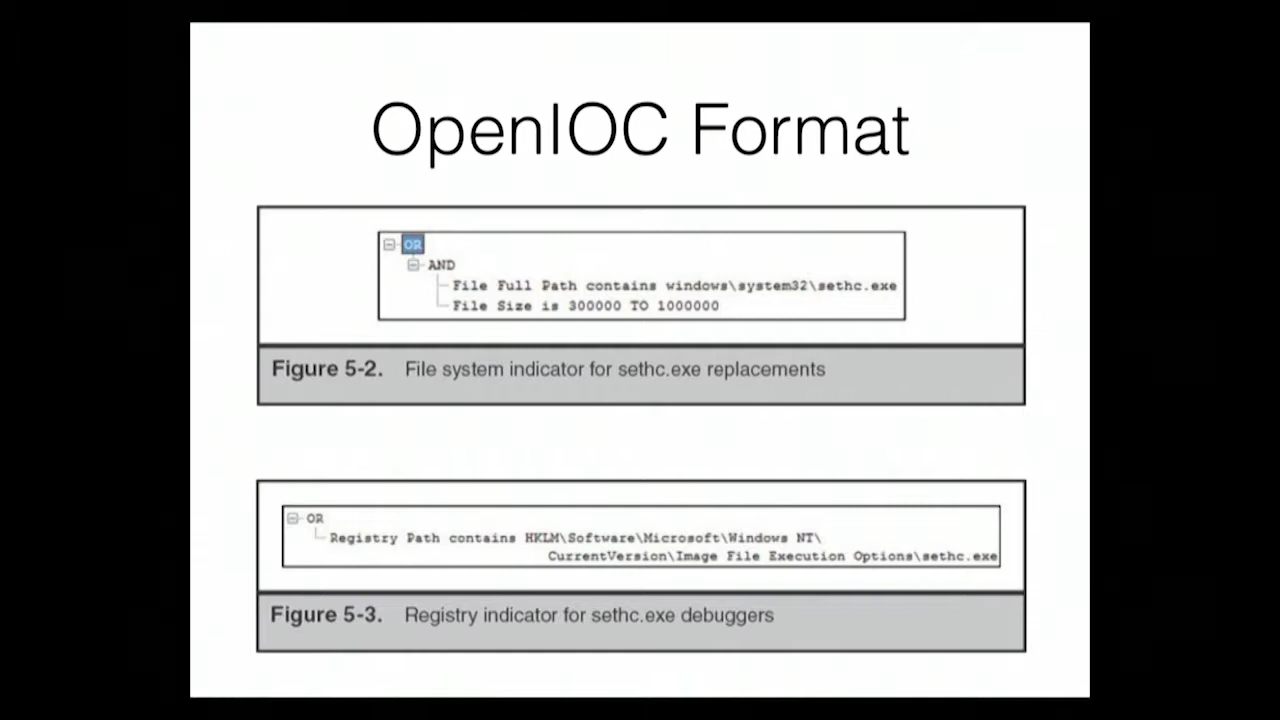 OpenIOC Format
OR
AND
File Full Path contains windows\system32\sethc.exe
File Size is 300000 TO 1000000
Figure 5-2. File system indicator for sethc.exe replacements
OR
Registry Path contains HKLM\Software\Microsoft\Windows NT\
CurrentVersion\Image File Execution Options\sethc.exe
Figure 5-3. Registry indicator for sethc.exe debuggers